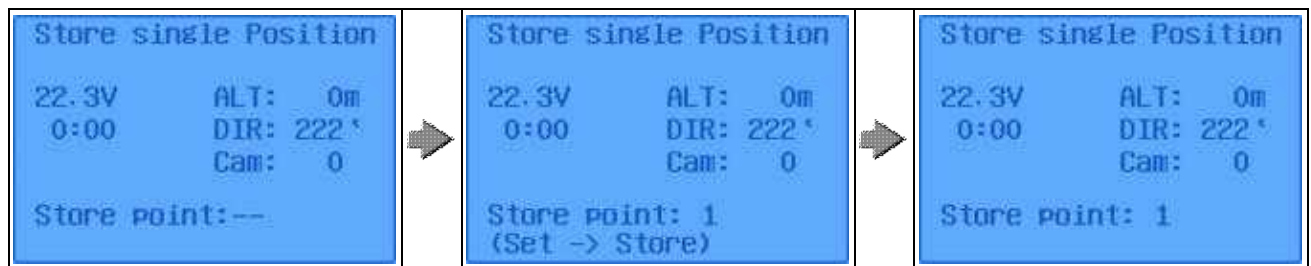 Store single Position
22.3V ALT: 0m
0:00 DIR: 222°
Cam: 0
Store point:--
Store single Position
22.3V ALT: 0m
0:00 DIR: 222°
Cam: 0
Store point: 1
(Set -> Store)
Store single Position
22.3V ALT: 0m
0:00 DIR: 222°
Cam: 0
Store point: 1